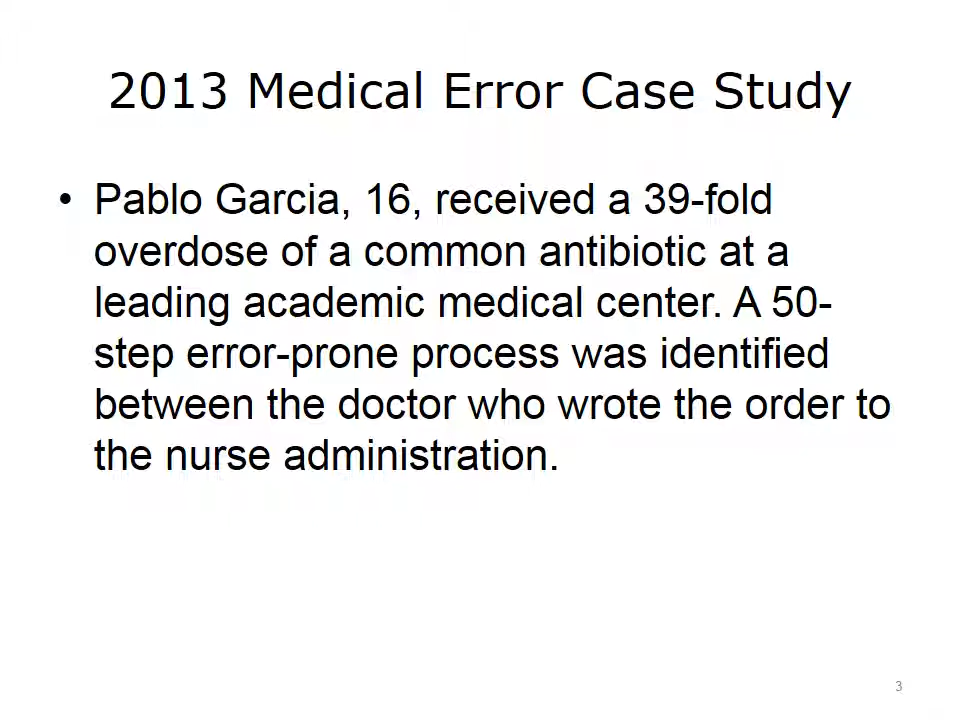 2013 Medical Error Case Study
• Pablo Garcia, 16, received a 39-fold
overdose of a common antibiotic at a
leading academic medical center. A 50-
step error-prone process was identified
between the doctor who wrote the order to
the nurse administration.
3